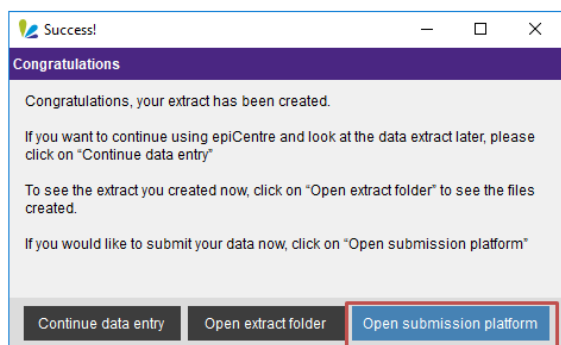 Success!
Congratulations
Congratulations, your extract has been created.
If you want to continue using epiCentre and look at the data extract later, please
click on “Continue data entry”
To see the extract you created now, click on “Open extract folder” to see the files
created.
If you would like to submit your data now, click on “Open submission platform”
Continue data entry Open extract folder Open submission platform